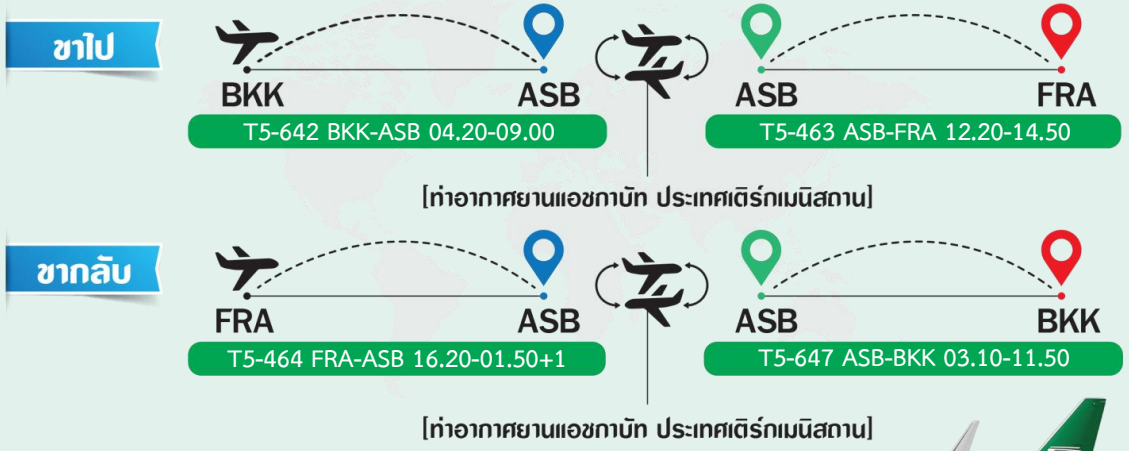 ขาไป
BKK ASB ASB FRA
T5-642 BKK-ASB 04.20-09.00 T5-463 ASB-FRA 12.20-14.50
[ท่าอากาศยานแอชกาบัท ประเทศเติร์กเมนิสถาน]
ขากลับ
FRA ASB ASB BKK
T5-464 FRA-ASB 16.20-01.50+1 T5-647 ASB-BKK 03.10-11.50
[ท่าอากาศยานแอชกาบัท ประเทศเติร์กเมนิสถาน]